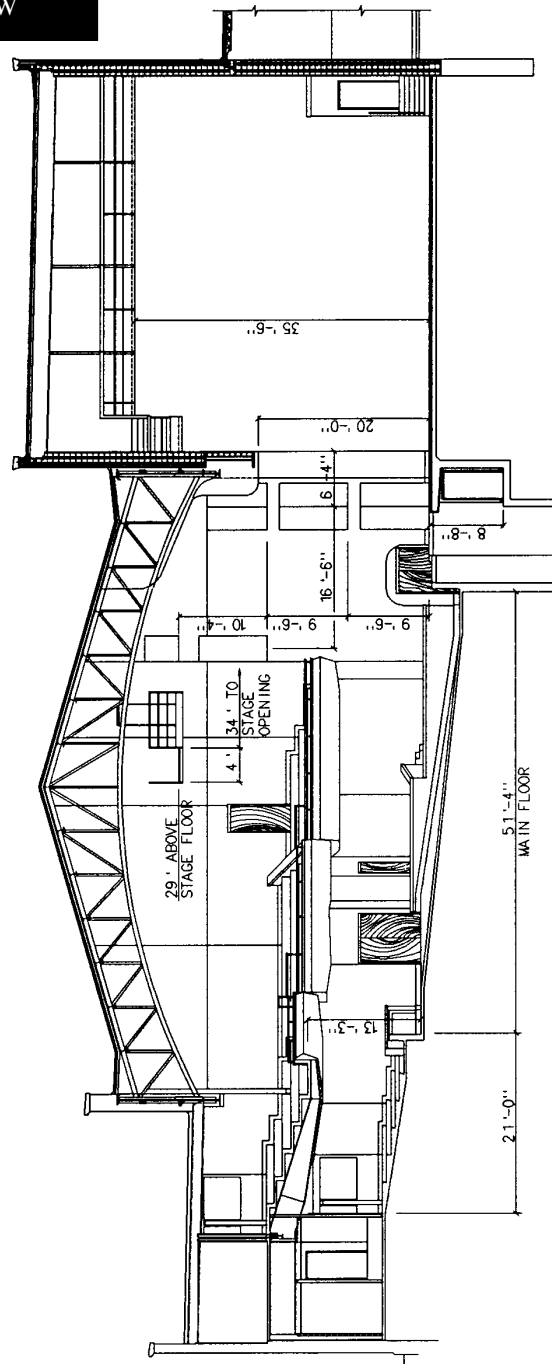 W
35'-6"
20'-0"
6'-4"
16'-6"
8'-8"
10'-4"
9'-6"
9'-6"
34' TO
STAGE
OPENING
4'
29' ABOVE
STAGE FLOOR
51'-4"
MAIN FLOOR
13'-3"
21'-0"